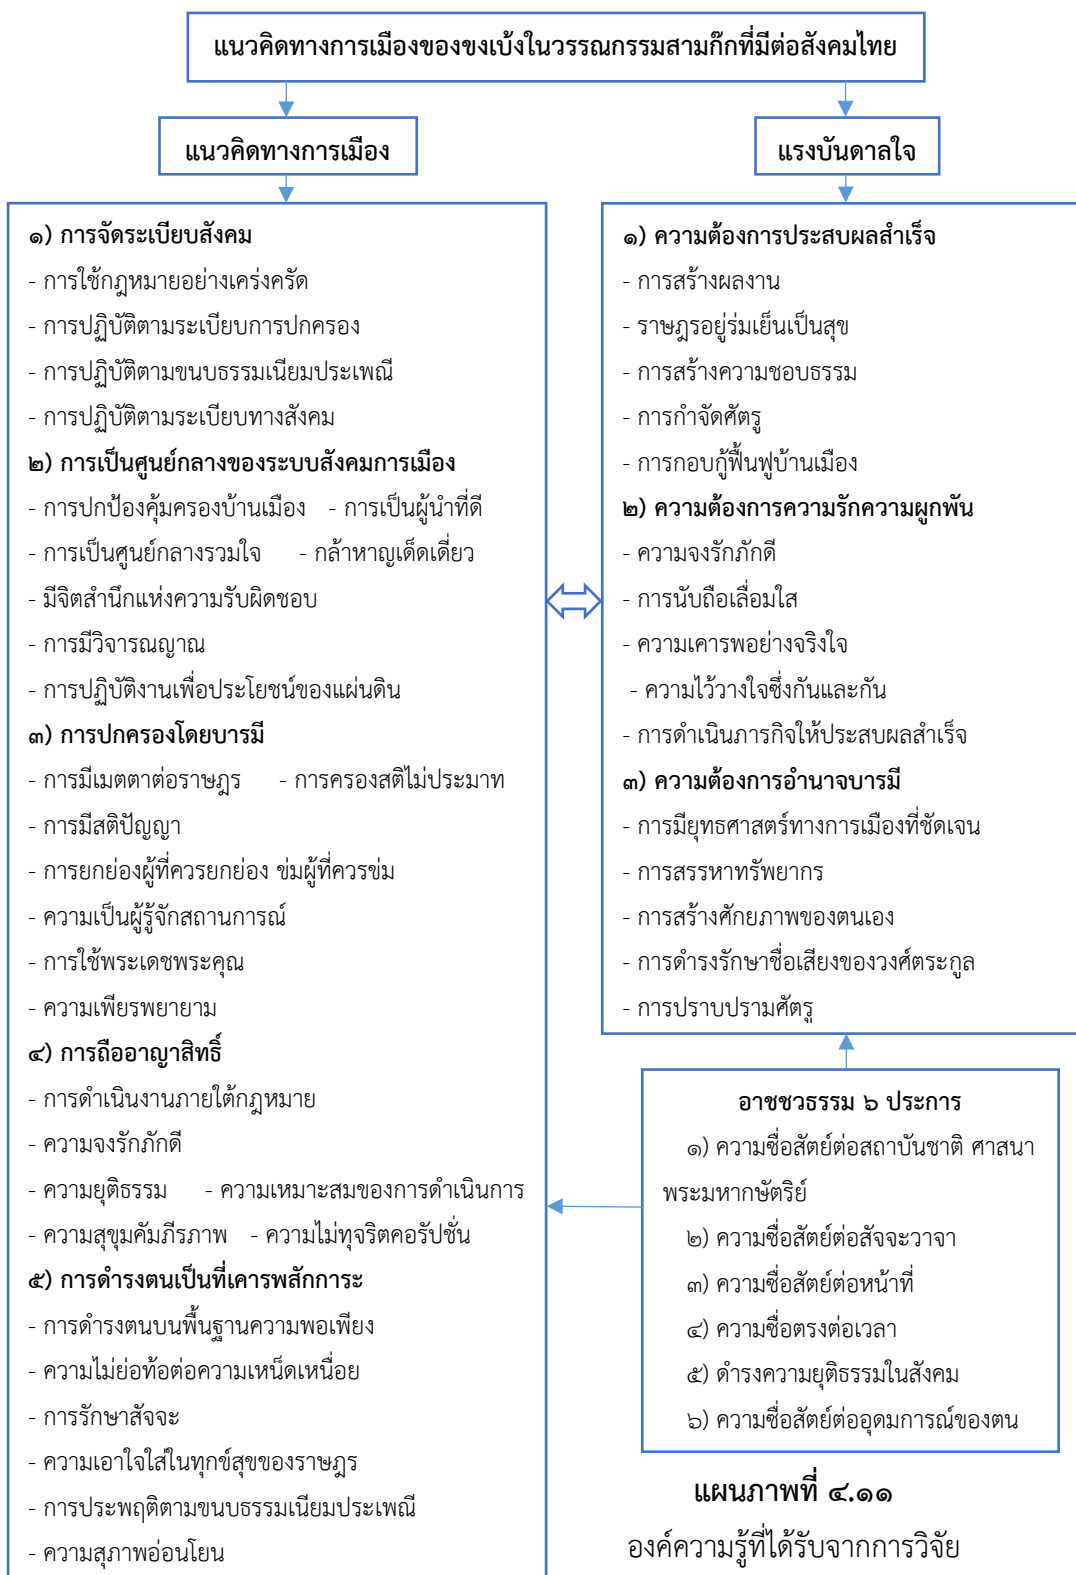 แนวคิดทางการเมืองของขงเบ้งในวรรณกรรมสามก๊กที่มีต่อสังคมไทย
แนวคิดทางการเมือง
๑) การจัดระเบียบสังคม
- การใช้กฎหมายอย่างเคร่งครัด
- การปฏิบัติตามระเบียบการปกครอง
- การปฏิบัติตามขนบธรรมเนียมประเพณี
- การปฏิบัติตามระเบียบทางสังคม
๒) การเป็นศูนย์กลางของระบบสังคมการเมือง
- การปกป้องคุ้มครองบ้านเมือง - การเป็นผู้นำที่ดี
- การเป็นศูนย์กลางรวมใจ - กล้าหาญเด็ดเดี่ยว
- มีจิตสำนึกแห่งความรับผิดชอบ
- การมีวิจารณญาณ
- การปฏิบัติงานเพื่อประโยชน์ของแผ่นดิน
๓) การปกครองโดยบารมี
- การมีเมตตาต่อราษฎร - การครองสติไม่ประมาท
- การมีสติปัญญา
- การยกย่องผู้ที่ควรยกย่อง ข่มผู้ที่ควรข่ม
- ความเป็นผู้รู้จักสถานการณ์
- การใช้พระเดชพระคุณ
- ความเพียรพยายาม
๔) การถืออาญาสิทธิ์
- การดำเนินงานภายใต้กฎหมาย
- ความจงรักภักดี
- ความยุติธรรม - ความเหมาะสมของการดำเนินการ
- ความสุขุมคัมภีรภาพ - ความไม่ทุจริตคอรัปชั่น
๕) การดำรงตนเป็นที่เคารพสักการะ
- การดำรงตนบนพื้นฐานความพอเพียง
- ความไม่ย่อท้อต่อความเหน็ดเหนื่อย
- การรักษาสัจจะ
- ความเอาใจใส่ในทุกข์สุขของราษฎร
- การประพฤติตามขนบธรรมเนียมประเพณี
- ความสุภาพอ่อนโยน
แรงบันดาลใจ
๑) ความต้องการประสบผลสำเร็จ
- การสร้างผลงาน
- ราษฎรอยู่ร่มเย็นเป็นสุข
- การสร้างความชอบธรรม
- การกำจัดศัตรู
- การกอบกู้ฟื้นฟูบ้านเมือง
๒) ความต้องการความรักความผูกพัน
- ความจงรักภักดี
- การนับถือเลื่อมใส
- ความเคารพอย่างจริงใจ
- ความไว้วางใจซึ่งกันและกัน
- การดำเนินภารกิจให้ประสบผลสำเร็จ
๓) ความต้องการอำนาจบารมี
- การมียุทธศาสตร์ทางการเมืองที่ชัดเจน
- การสรรหาทรัพยากร
- การสร้างศักยภาพของตนเอง
- การดำรงรักษาชื่อเสียงของวงศ์ตระกูล
- การปราบปรามศัตรู
อาชชวธรรม ๖ ประการ
๑) ความซื่อสัตย์ต่อสถาบันชาติ ศาสนา
พระมหากษัตริย์
๒) ความซื่อสัตย์ต่อสัจจะวาจา
๓) ความซื่อสัตย์ต่อหน้าที่
๔) ความซื่อตรงต่อเวลา
๕) ดำรงความยุติธรรมในสังคม
๖) ความซื่อสัตย์ต่ออุดมการณ์ของตน
แผนภาพที่ ๔.๑๑
องค์ความรู้ที่ได้รับจากการวิจัย